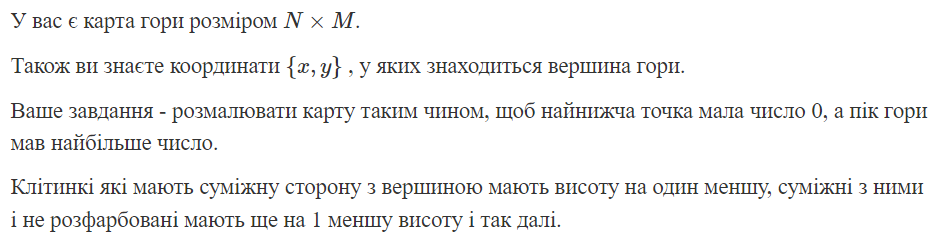 У вас є карта гори розміром N × M.
Також ви знаєте координати {x, y} , у яких знаходиться вершина гори.
Ваше завдання - розмалювати карту таким чином, щоб найнижча точка мала число 0, а пік гори
мав найбільше число.
Клітинкі які мають суміжну сторону з вершиною мають висоту на один меншу, суміжні з ними
і не розфарбовані мають ще на 1 меншу висоту і так далі.